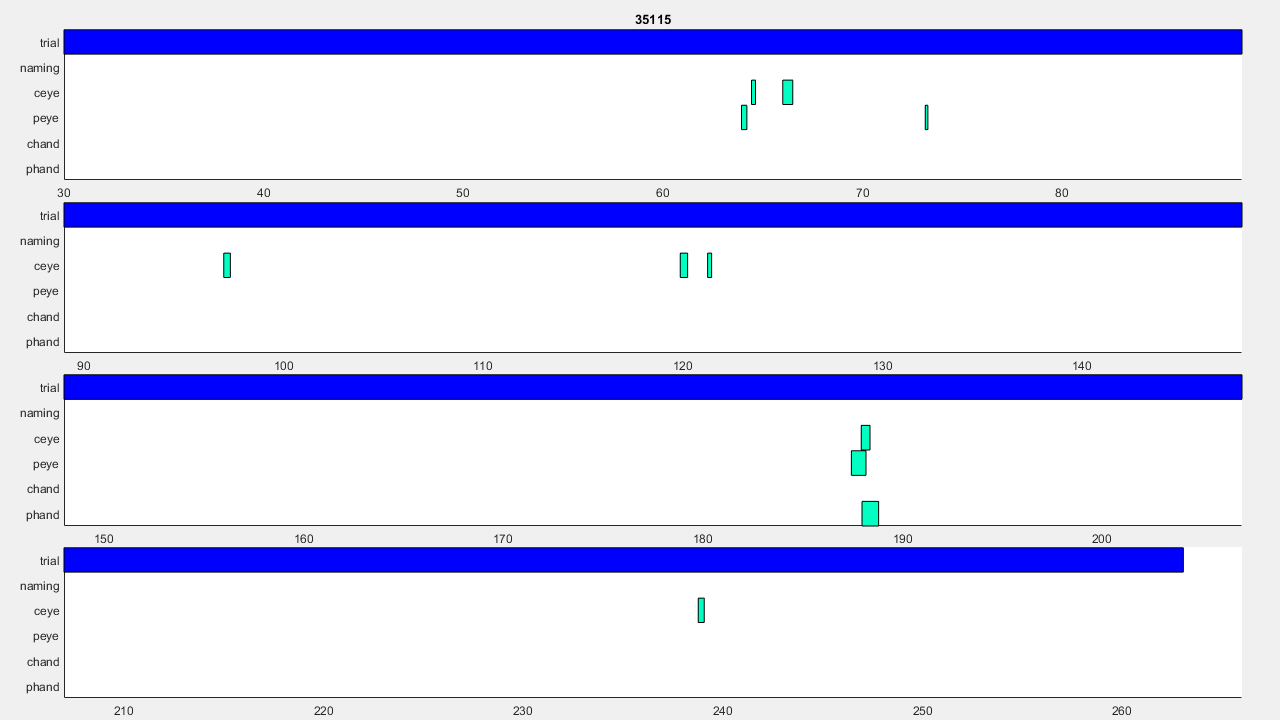 35115
trial
naming
ceye
peye
chand
phand
30 40 50 60 70 80
trial
naming
ceye
peye
chand
phand
90 100 110 120 130 140
trial
naming
ceye
peye
chand
phand
150 160 170 180 190 200
trial
naming
ceye
peye
chand
phand
210 220 230 240 250 260